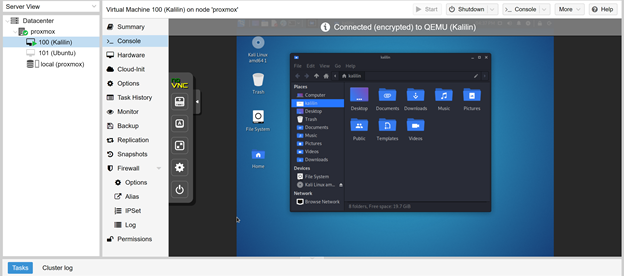 Server View
Virtual Machine 100 (Kalilin) on node 'proxmox'
Start
Shutdown
Console
More
Help
Datacenter
proxmox
100 (Kalilin)
101 (Ubuntu)
local (proxmox)
Summary
Console
Hardware
Cloud-Init
Options
Task History
Monitor
Backup
Replication
Snapshots
Firewall
Options
Alias
IPSet
Log
Permissions
Connected (encrypted) to QEMU (Kalilin)
VNC
A
Kali Linux
amd64 1
Trash
File System
Home
kalilin
File Edit View Go Help
kalilin
Places
Computer
kalilin
Desktop
Trash
Documents
Music
Pictures
Videos
Downloads
Devices
File System
Kali Linux am...
Network
Browse Network
Desktop Documents Downloads Music Pictures
Public Templates Videos
8 folders, Free space: 20.7 GiB
Tasks
Cluster log